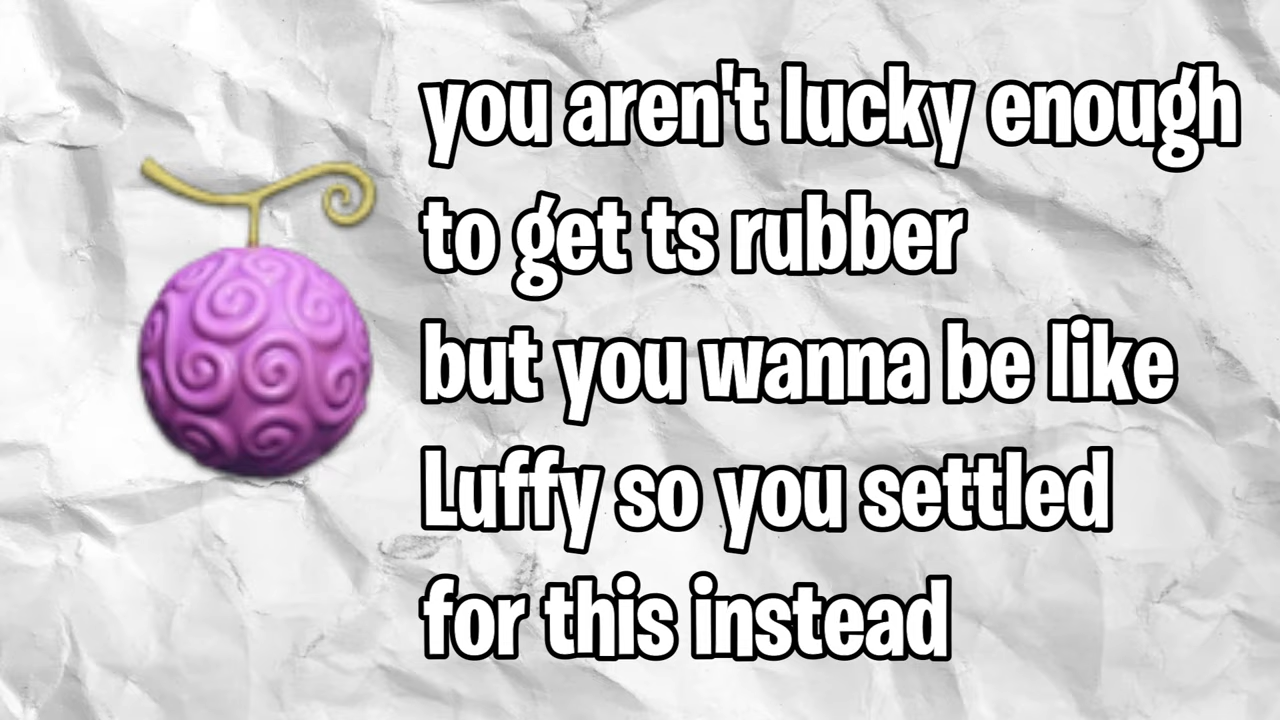 you aren't lucky enough
to get ts rubber
but you wanna be like
Luffy so you settled
for this instead